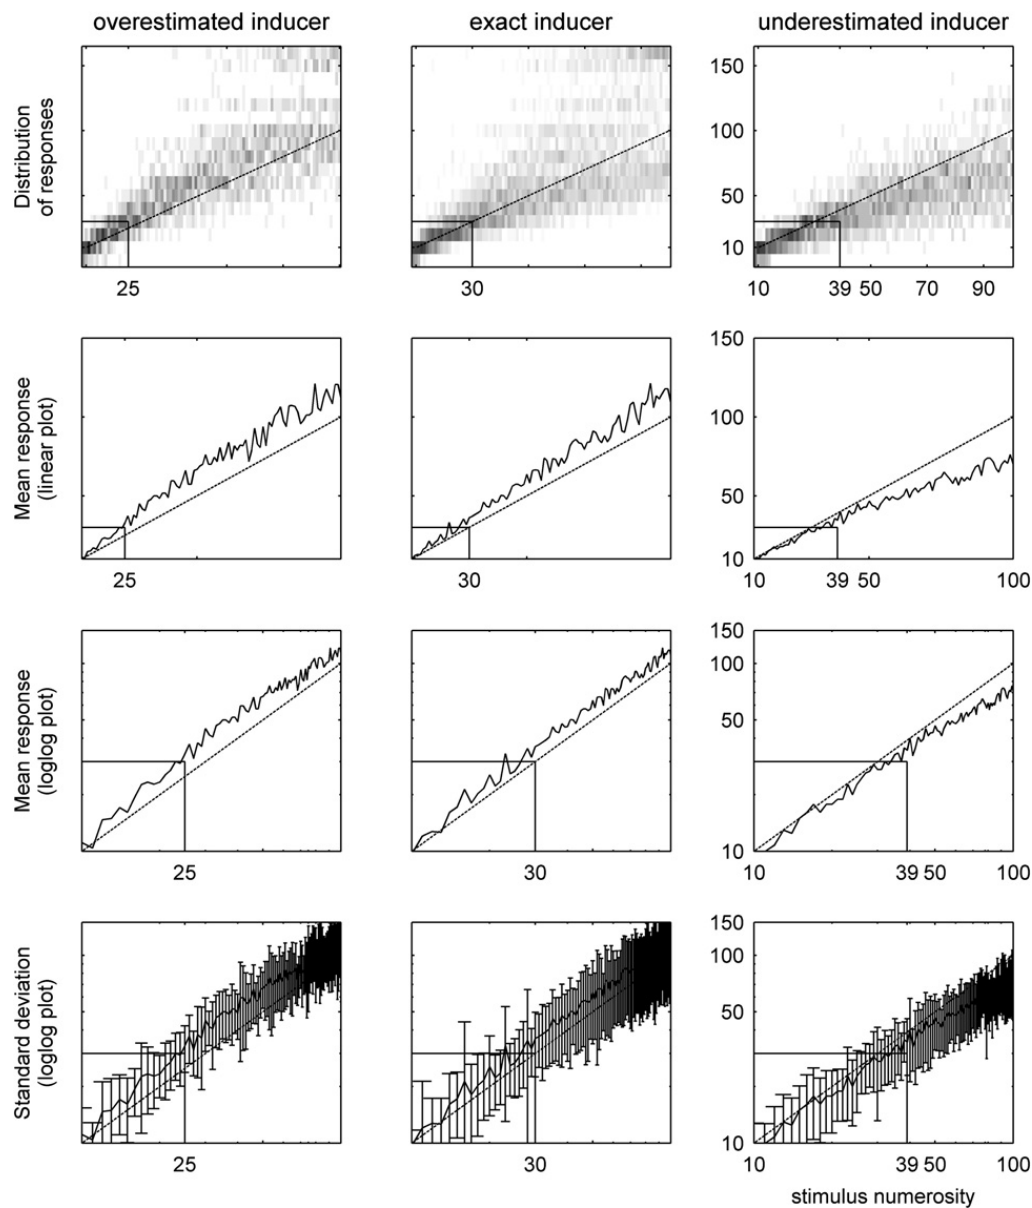 overestimated inducer
exact inducer
underestimated inducer
Distribution
of responses
150
100
50
10
25
30
10 39 50 70 90
Mean response
(linear plot)
150
100
50
10
25
30
10 39 50 100
Mean response
(loglog plot)
150
100
50
10
25
30
10 39 50 100
Standard deviation
(loglog plot)
150
100
50
10
25
30
10 39 50 100
stimulus numerosity